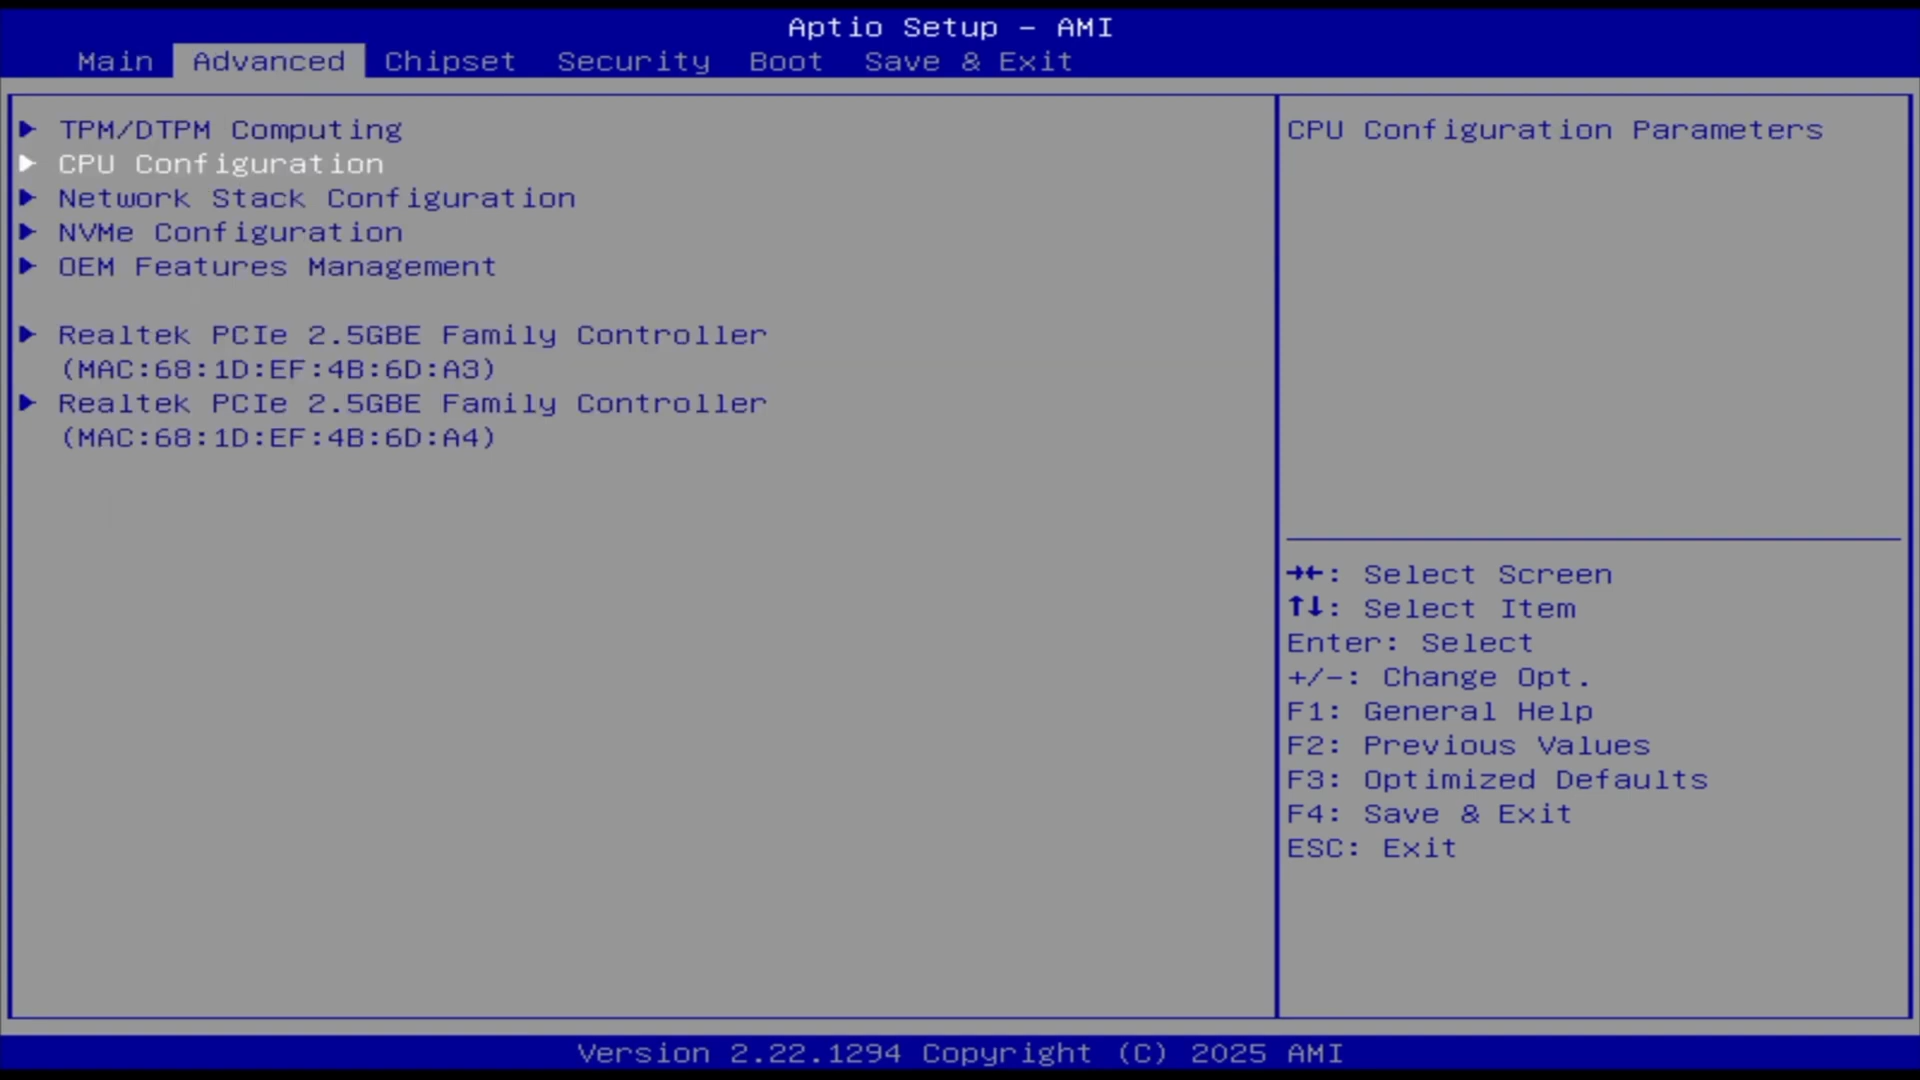 Aptio Setup – AMI
Main Advanced Chipset Security Boot Save & Exit
▶ TPM/DTPM Computing
▶ CPU Configuration
▶ Network Stack Configuration
▶ NVMe Configuration
▶ OEM Features Management
▶ Realtek PCIe 2.5GBE Family Controller
(MAC:68:1D:EF:4B:6D:A3)
▶ Realtek PCIe 2.5GBE Family Controller
(MAC:68:1D:EF:4B:6D:A4)
CPU Configuration Parameters
→←: Select Screen
↑↓: Select Item
Enter: Select
+/-: Change Opt.
F1: General Help
F2: Previous Values
F3: Optimized Defaults
F4: Save & Exit
ESC: Exit
Version 2.22.1294 Copyright (C) 2025 AMI